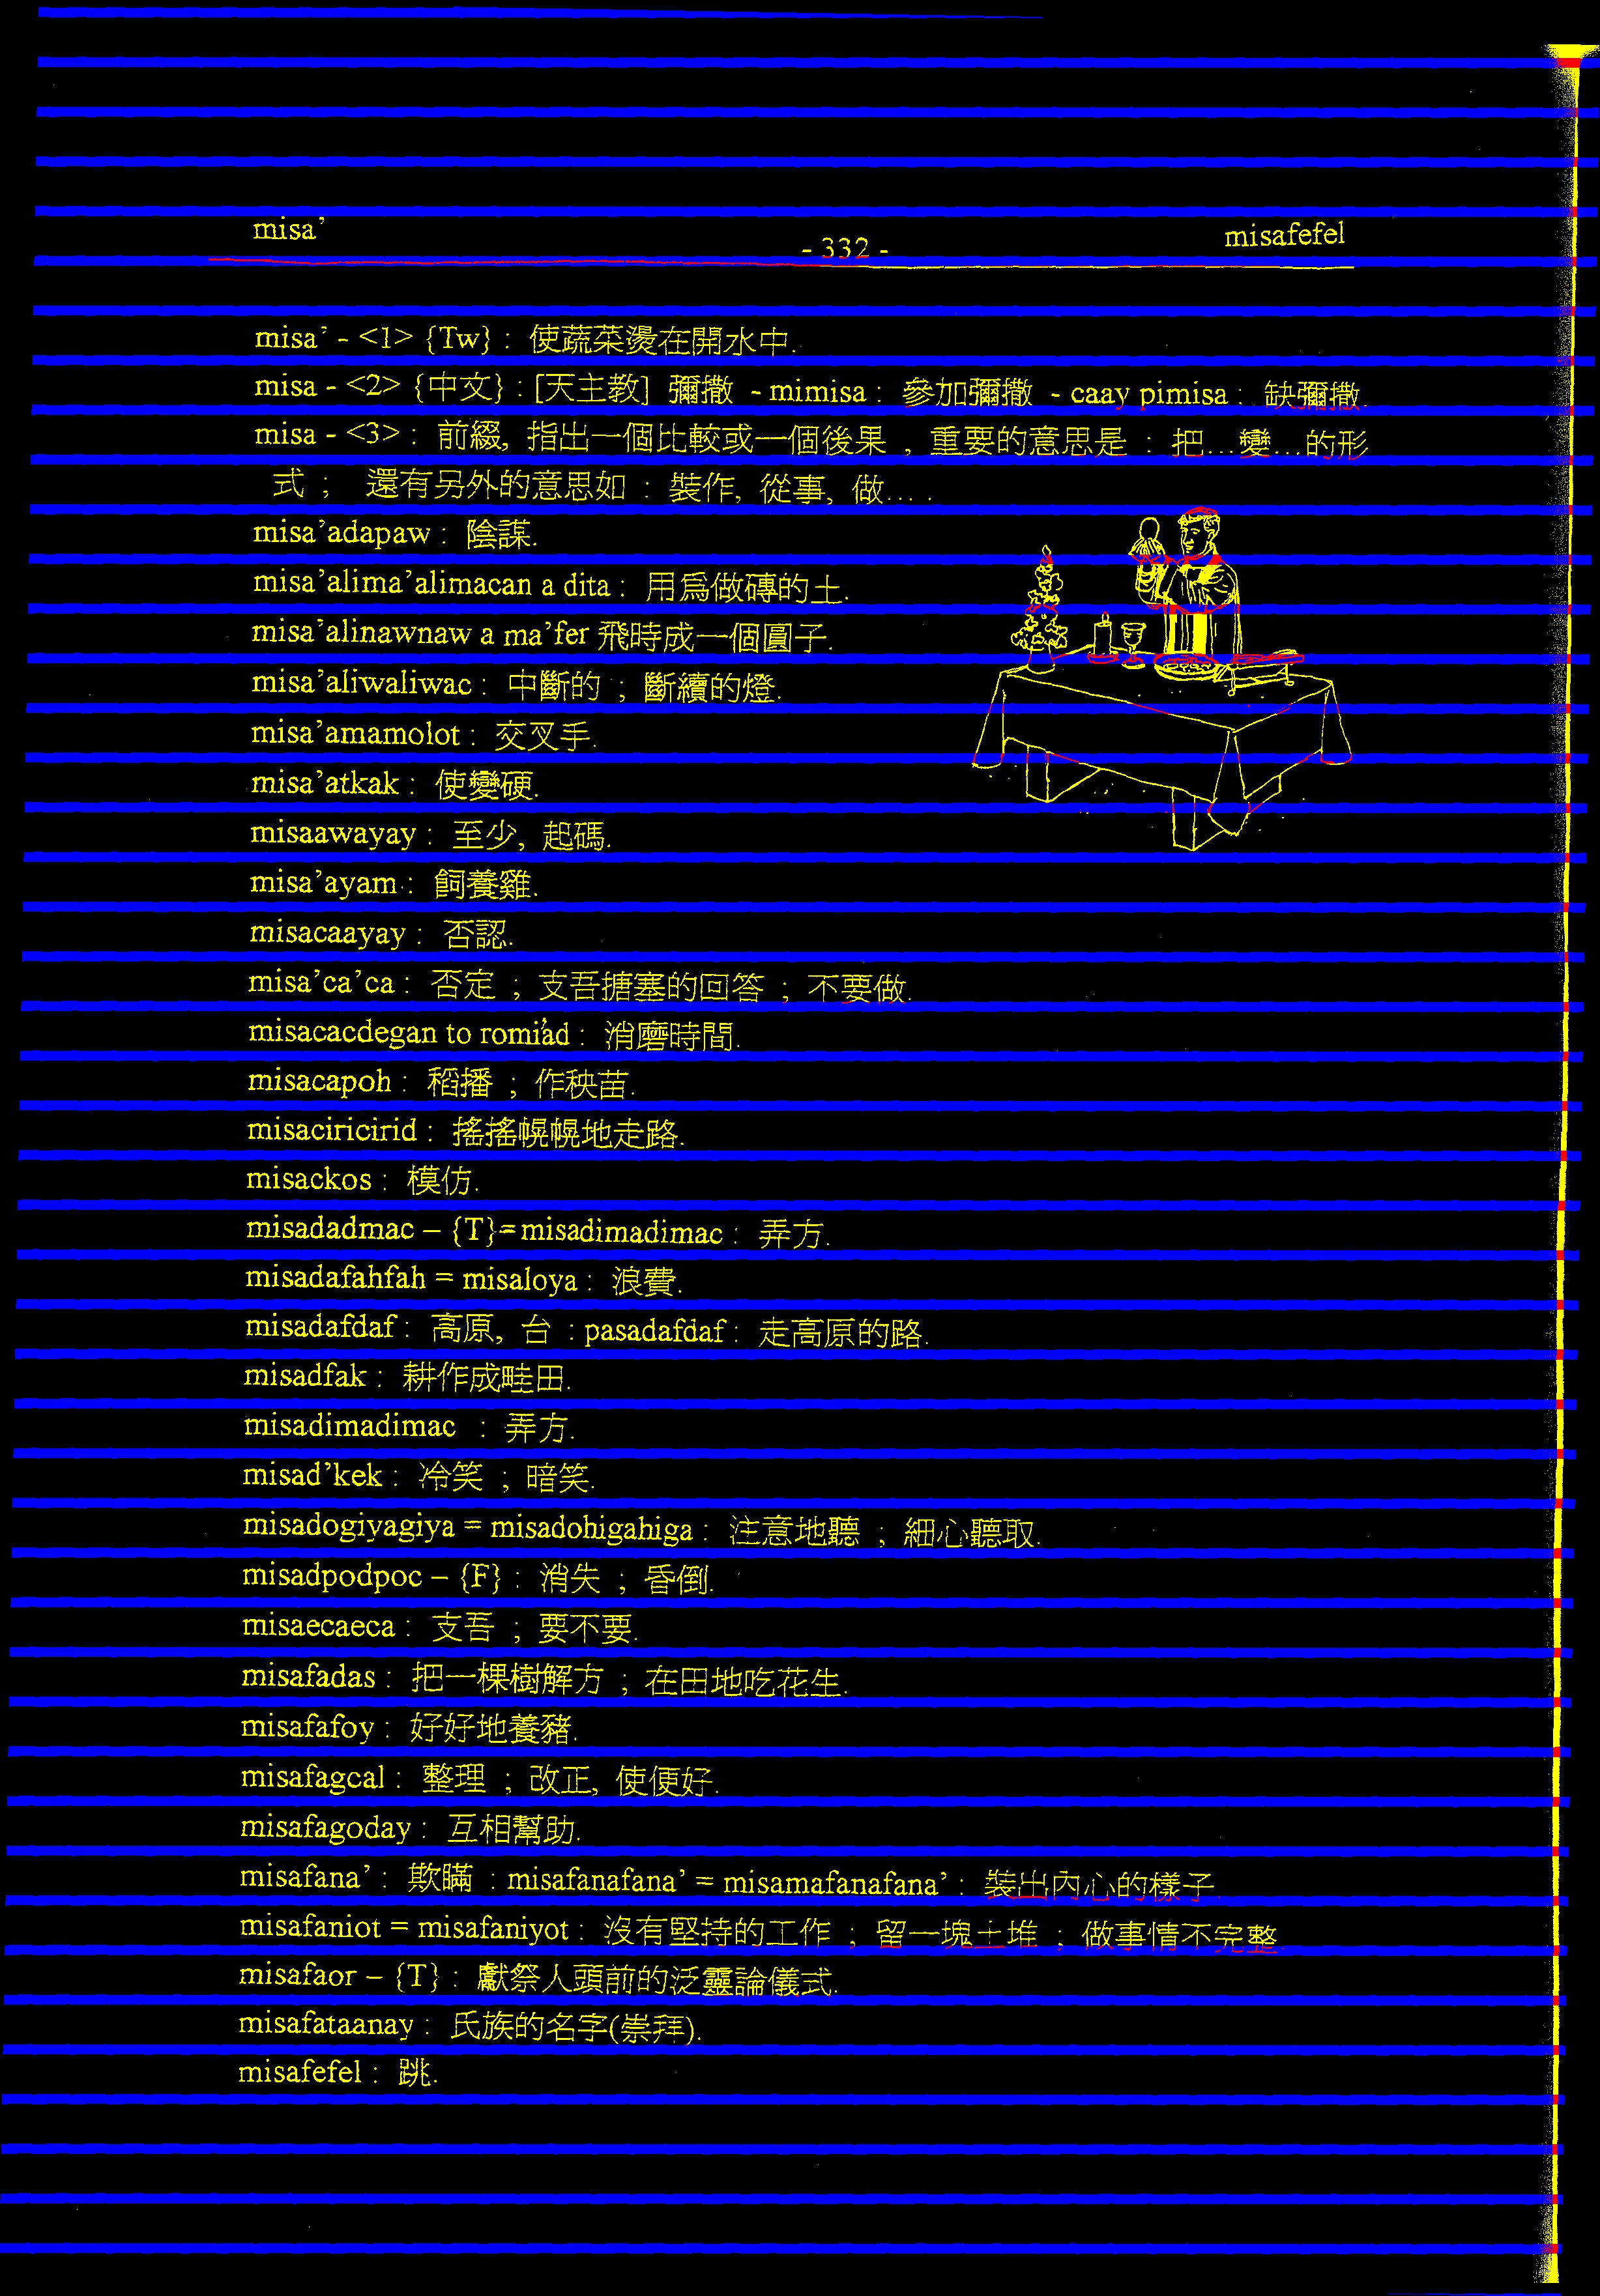 misa’
- 332 -
misafefel
misa’ - <1> {Tw} : 使蔬菜燙在開水中.
misa - <2> {中文} : [天主教] 彌撒 - mimisa : 參加彌撒 - caay pimisa : 缺彌撒.
misa - <3> : 前綴, 指出一個比較或一個後果 , 重要的意思是 : 把...變...的形
式 ; 還有另外的意思如 : 裝作, 從事, 做... .
misa’adapaw : 陰謀.
misa’alima’alimacan a dita : 用爲做磚的土.
misa’alinawnaw a ma’fer 飛時成一個圓子.
misa’aliwaliwac : 中斷的 ; 斷續的燈.
misa’amamolot : 交叉手.
misa’atkak : 使變硬.
misaawayay : 至少, 起碼.
misa’ayam : 飼養雞.
misacaayay : 否認.
misa’ca’ca : 否定 ; 支吾搪塞的回答 ; 不要做.
misacacdegan to romi’ad : 消磨時間.
misacapoh : 稻播 ; 作秧苗.
misaciricirid : 搖搖幌幌地走路.
misackos : 模仿.
misadadmac – {T}=misadimadimac : 弄方.
misadafahfah = misaloya : 浪費.
misadafdaf : 高原, 台 : pasadafdaf : 走高原的路.
misadfak : 耕作成畦田.
misadimadimac : 弄方.
misad’kek : 冷笑 ; 暗笑.
misadogiyagiya = misadohigahiga : 注意地聽 ; 細心聽取.
misadpodpoc – {F} : 消失 ; 昏倒.
misaecaeca : 支吾 ; 要不要.
misafadas : 把一棵樹解方 ; 在田地吃花生.
misafafoy : 好好地養豬.
misafagcal : 整理 ; 改正, 使便好.
misafagoday : 互相幫助.
misafana’ : 欺瞞 : misafanafana’ = misamafanafana’ : 裝出內心的樣子
misafaniot = misafaniyot : 沒有堅持的工作 ; 留一塊土堆 ; 做事情不完整.
misafaor – {T} : 獻祭人頭前的泛靈論儀式.
misafataanay : 氏族的名字(崇拜).
misafefel : 跳.